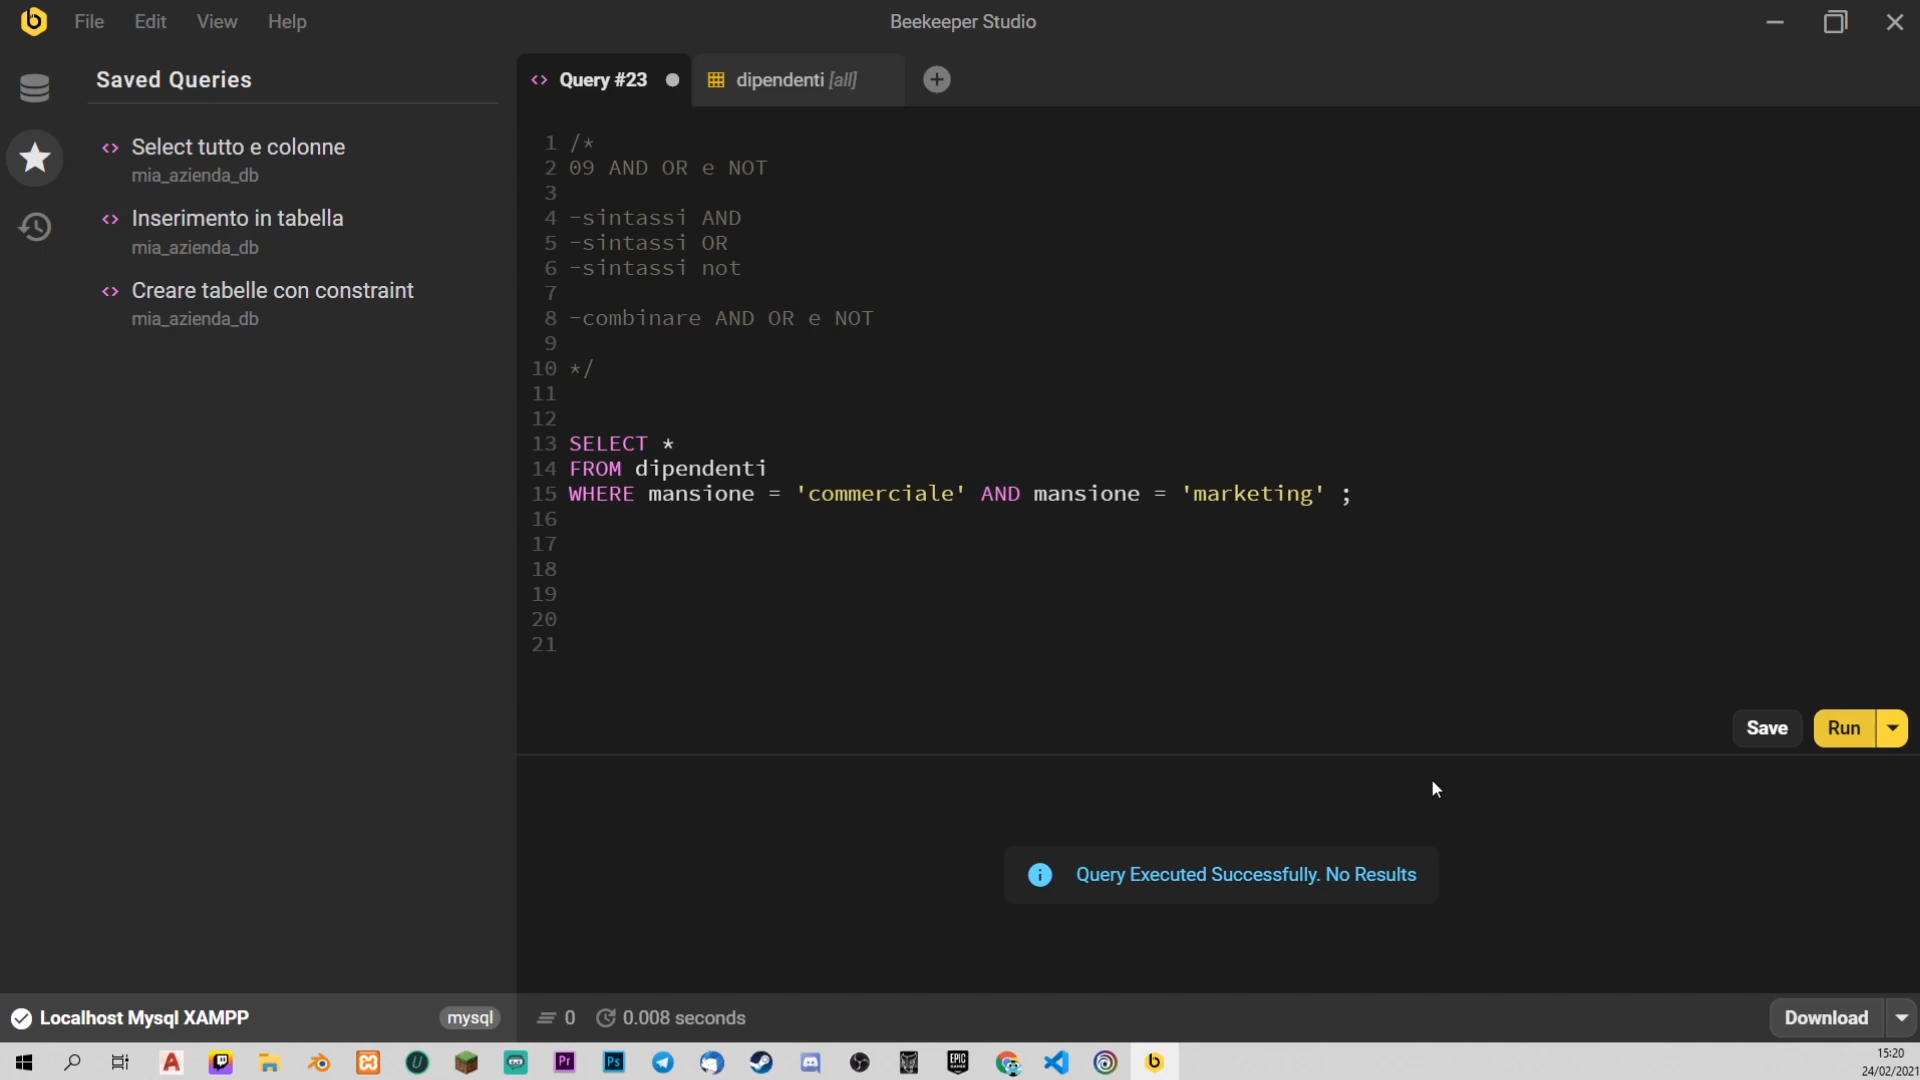 File Edit View Help
Beekeeper Studio
Saved Queries
Select tutto e colonne
mia_azienda_db
Inserimento in tabella
mia_azienda_db
Creare tabelle con constraint
mia_azienda_db
<> Query #23
dipendenti [all]
1 /*
2 09 AND OR e NOT
3
4 -sintassi AND
5 -sintassi OR
6 -sintassi not
7
8 -combinare AND OR e NOT
9
10 */
11
12
13 SELECT *
14 FROM dipendenti
15 WHERE mansione = 'commerciale' AND mansione = 'marketing' ;
16
17
18
19
20
21
Save
Run
Query Executed Successfully. No Results
Localhost Mysql XAMPP
mysql
0
0.008 seconds
Download
Pr
Ps
EPIC GAMES
15:20
24/02/2021